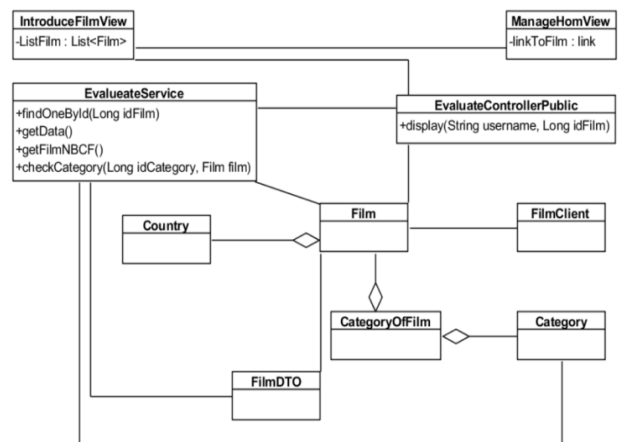 IntroduceFilmView
-ListFilm : List<Film>
ManageHomView
-linkToFilm : link
EvalueateService
+findOneById(Long idFilm)
+getData()
+getFilmNBCF()
+checkCategory(Long idCategory, Film film)
EvaluateControllerPublic
+display(String username, Long idFilm)
Film
FilmClient
Country
CategoryOfFilm
Category
FilmDTO